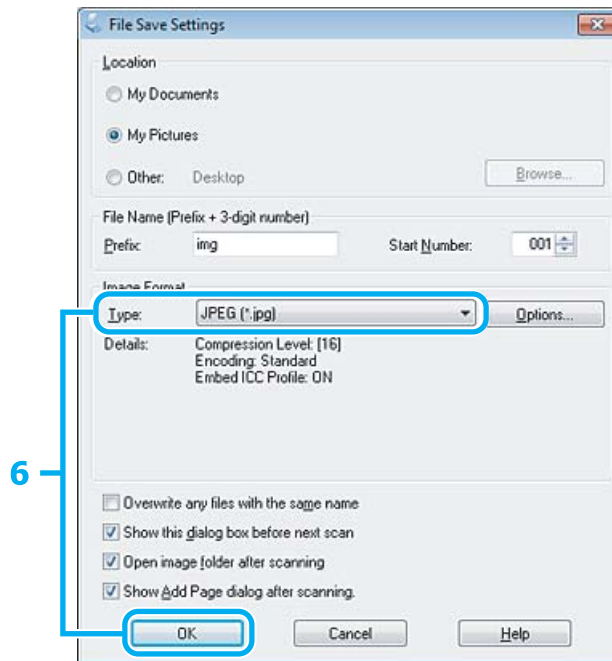 File Save Settings
Location
My Documents
My Pictures
Other: Desktop Browse...
File Name (Prefix + 3-digit number)
Prefix: img Start Number: 001
Image Format
Type: JPEG (*.jpg) Options...
Details: Compression Level: [16]
Encoding: Standard
Embed ICC Profile: ON
6
Overwrite any files with the same name
Show this dialog box before next scan
Open image folder after scanning
Show Add Page dialog after scanning.
OK Cancel Help